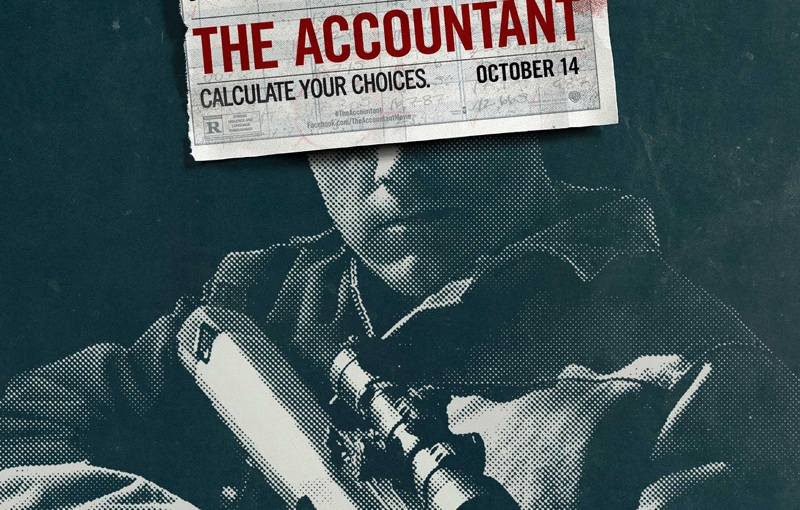 THE ACCOUNTANT
CALCULATE YOUR CHOICES.
OCTOBER 14
R
#TheAccountant
Facebook.com/TheAccountantMovie